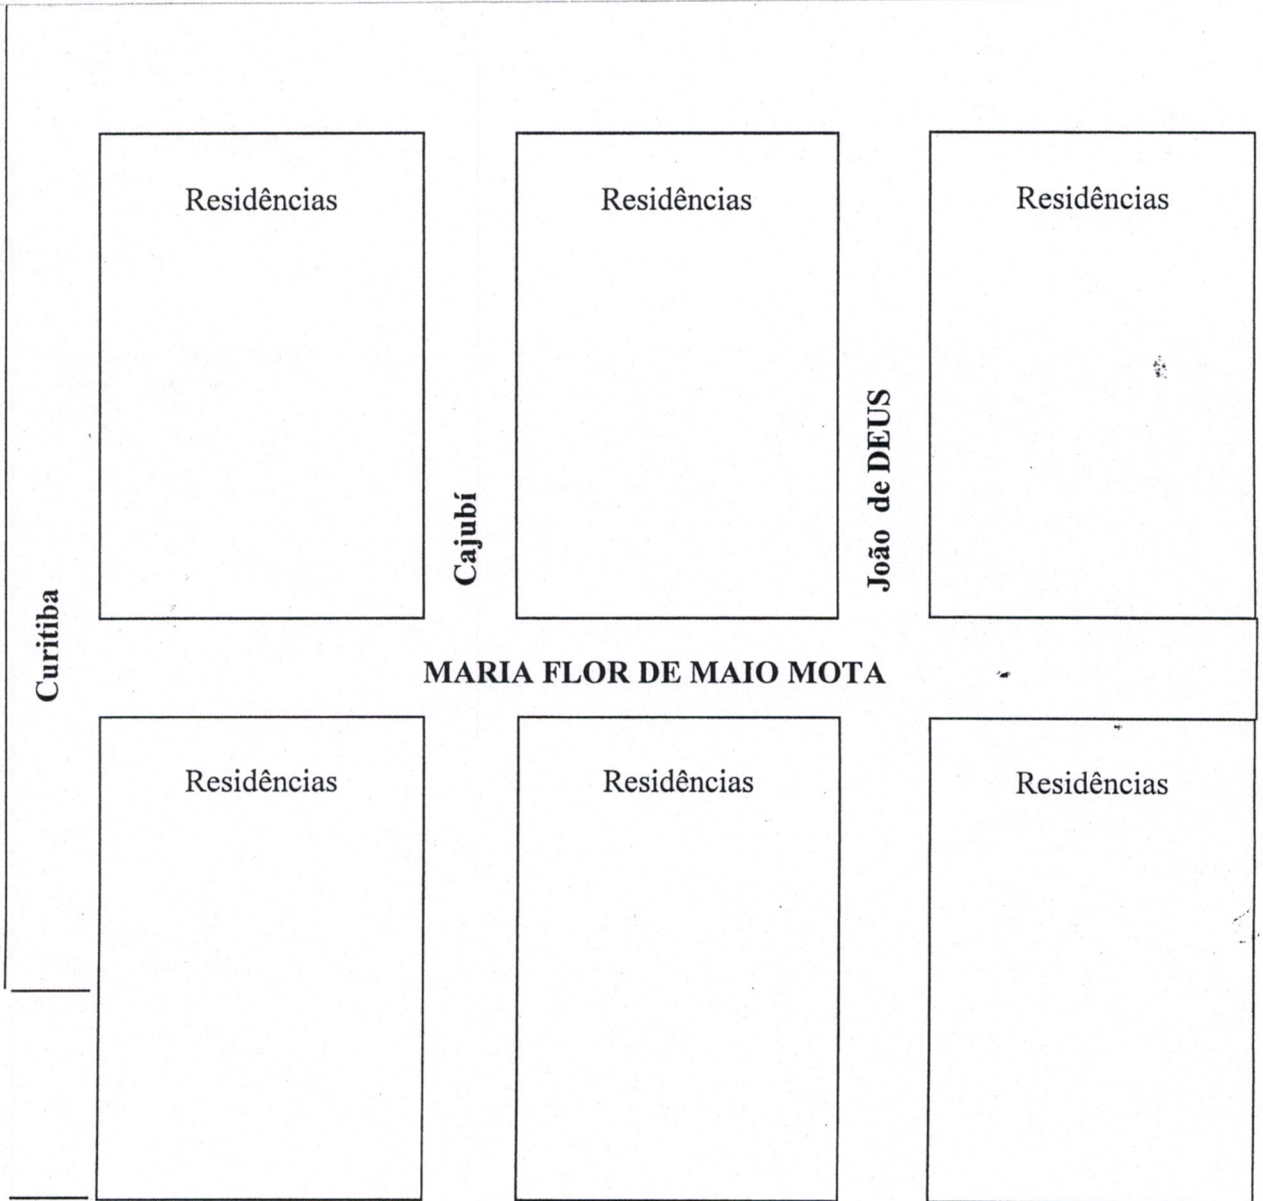 Residências
Residências
Residências
Curitiba
Cajubí
João de DEUS
MARIA FLOR DE MAIO MOTA
Residências
Residências
Residências